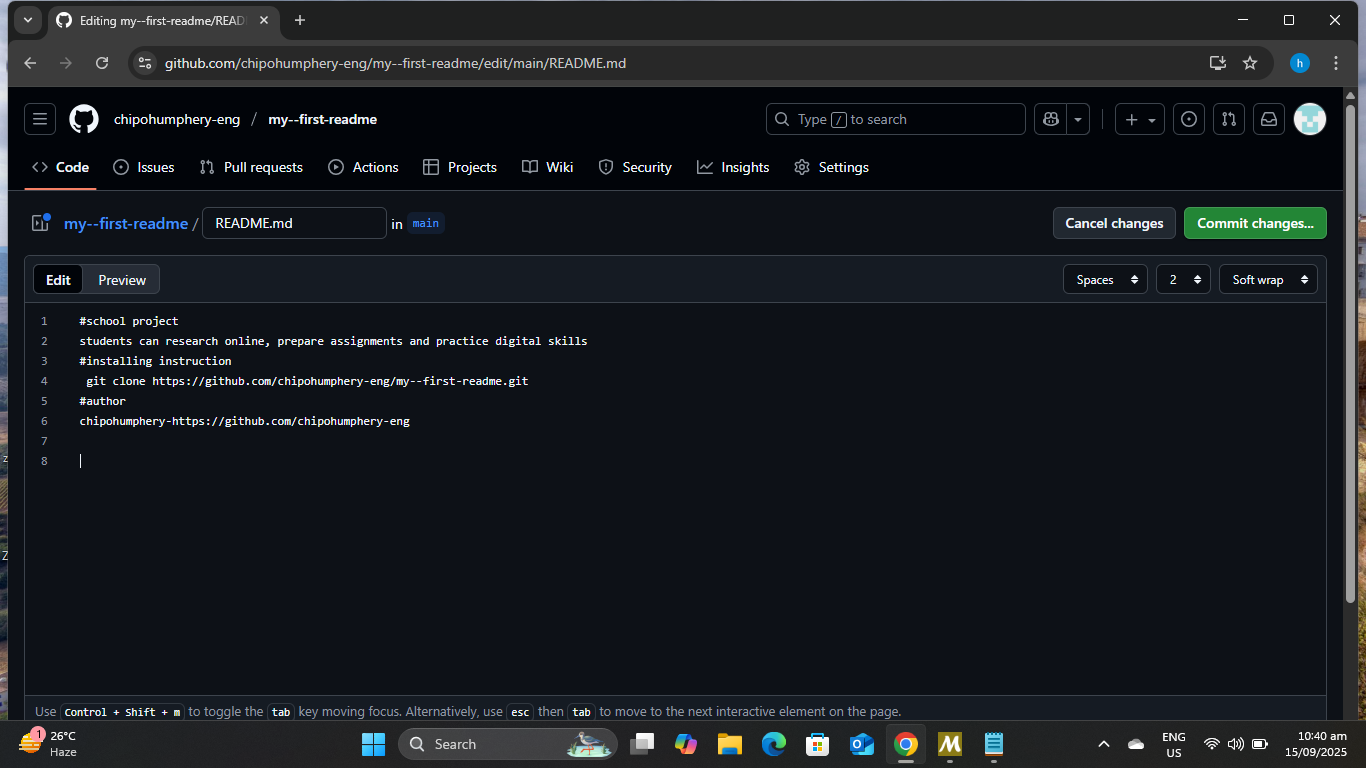 Editing my--first-readme/READ
github.com/chipohumphery-eng/my--first-readme/edit/main/README.md
h
chipohumphery-eng / my--first-readme
Type / to search
Code Issues Pull requests Actions Projects Wiki Security Insights Settings
my--first-readme / README.md in main
Cancel changes Commit changes...
Edit Preview
Spaces 2 Soft wrap
1 #school project
2 students can research online, prepare assignments and practice digital skills
3 #installing instruction
4 git clone https://github.com/chipohumphery-eng/my--first-readme.git
5 #author
6 chipohumphery-https://github.com/chipohumphery-eng
7
8
z
Z
Use Control + Shift + m to toggle the tab key moving focus. Alternatively, use esc then tab to move to the next interactive element on the page.
1
26°C
Haze
Search
M
ENG
US
10:40 am
15/09/2025